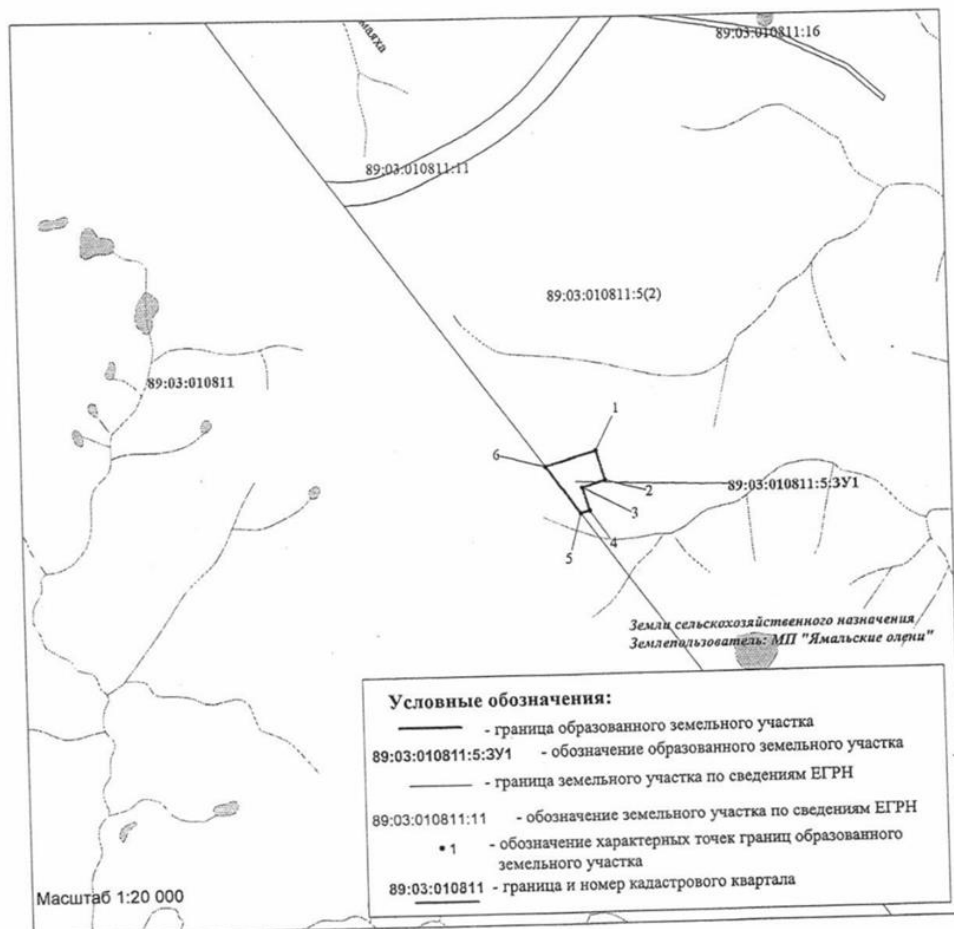 маяха
89:03:010811:16
89:03:010811:11
89:03:010811:5(2)
89:03:010811
1
6
2
89:03:010811:5:ЗУ1
3
4
5
Земли сельскохозяйственного назначения
Землепользователь: МП "Ямальские олени"
Условные обозначения:
- граница образованного земельного участка
89:03:010811:5:ЗУ1 - обозначение образованного земельного участка
- граница земельного участка по сведениям ЕГРН
89:03:010811:11 - обозначение земельного участка по сведениям ЕГРН
• 1 - обозначение характерных точек границ образованного
земельного участка
89:03:010811 - граница и номер кадастрового квартала
Масштаб 1:20 000